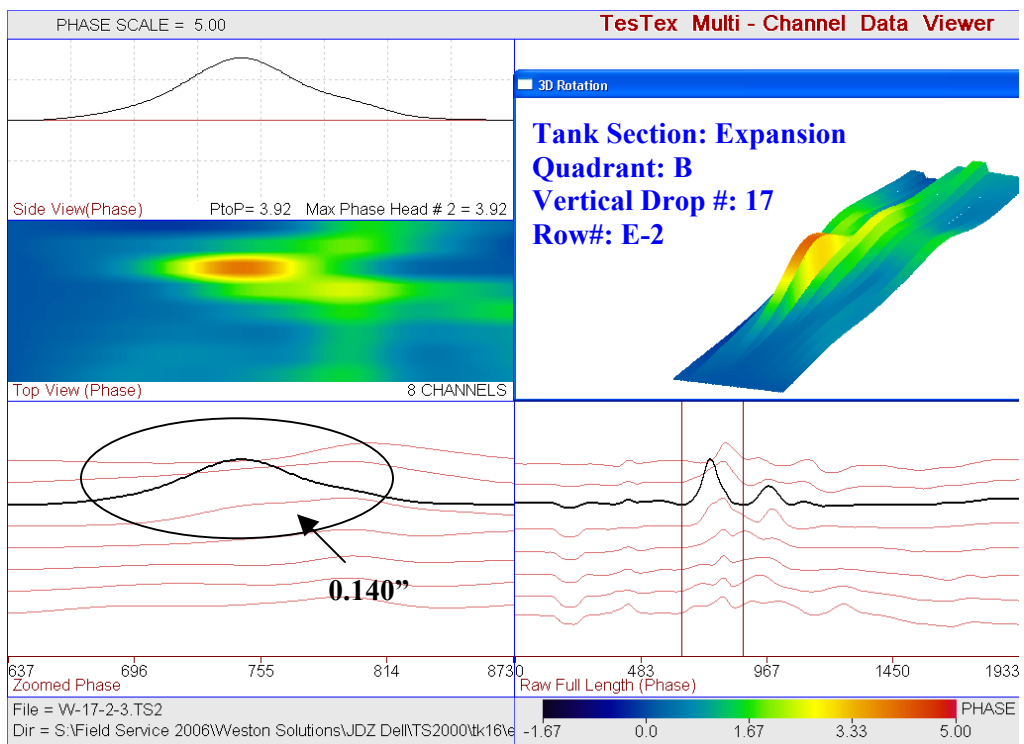 PHASE SCALE = 5.00
TesTex Multi - Channel Data Viewer
Side View(Phase)
PtoP= 3.92 Max Phase Head # 2 = 3.92
3D Rotation
Tank Section: Expansion
Quadrant: B
Vertical Drop #: 17
Row#: E-2
Top View (Phase)
8 CHANNELS
0.140”
637 696 755 814 873
Zoomed Phase
0 483 967 1450 1933
Raw Full Length (Phase)
File = W-17-2-3.TS2
Dir = S:\Field Service 2006\Weston Solutions\JDZ Dell\TS2000\tk16\e
PHASE
-1.67 0.0 1.67 3.33 5.00